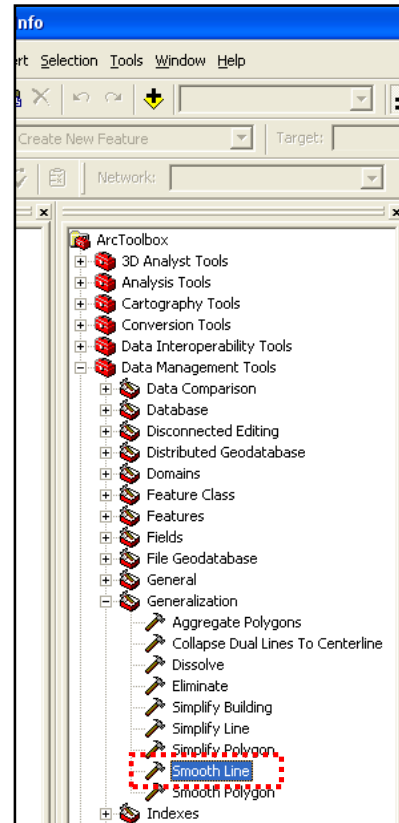 nfo
rt Selection Tools Window Help
Create New Feature Target:
Network:
ArcToolbox
3D Analyst Tools
Analysis Tools
Cartography Tools
Conversion Tools
Data Interoperability Tools
Data Management Tools
Data Comparison
Database
Disconnected Editing
Distributed Geodatabase
Domains
Feature Class
Features
Fields
File Geodatabase
General
Generalization
Aggregate Polygons
Collapse Dual Lines To Centerline
Dissolve
Eliminate
Simplify Building
Simplify Line
Simplify Polygon
Smooth Line
Smooth Polygon
Indexes